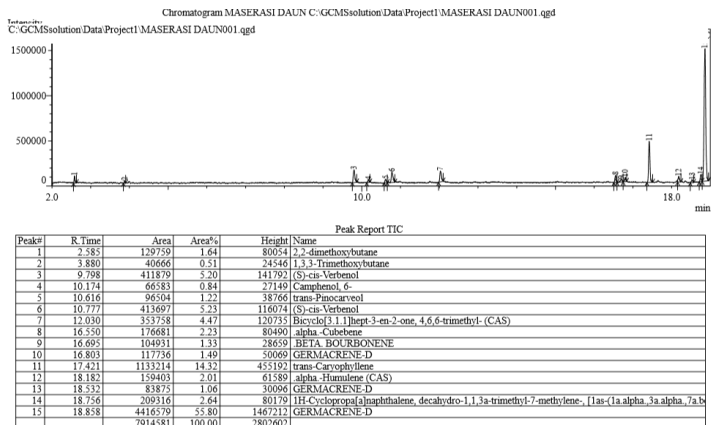 Chromatogram MASERASI DAUN C:\GCMSsolution\Data\Project1\MASERASI DAUN001.qgd
Intensity
C:\GCMSsolution\Data\Project1\MASERASI DAUN001.qgd
1500000
1000000
500000
0
2.0 10.0 18.0
min
Peak Report TIC
Peak# R.Time Area Area% Height Name
1 2.585 129759 1.64 80054 2,2-dimethoxybutane
2 3.880 40666 0.51 24546 1,3,3-Trimethoxybutane
3 9.798 411879 5.20 141792 (S)-cis-Verbenol
4 10.174 66583 0.84 27149 Camphenol, 6-
5 10.616 96504 1.22 38766 trans-Pinocarveol
6 10.777 413697 5.23 116074 (S)-cis-Verbenol
7 12.030 353758 4.47 120735 Bicyclo[3.1.1]hept-3-en-2-one, 4,6,6-trimethyl- (CAS)
8 16.550 176681 2.23 80490 .alpha.-Cubebene
9 16.695 104931 1.33 28659 .BETA. BOURBONENE
10 16.803 117736 1.49 50069 GERMACRENE-D
11 17.421 1133214 14.32 455192 trans-Caryophyllene
12 18.182 159403 2.01 61589 .alpha.-Humulene (CAS)
13 18.532 83875 1.06 30096 GERMACRENE-D
14 18.756 209316 2.64 80179 1H-Cyclopropa[a]naphthalene, decahydro-1,1,3a-trimethyl-7-methylene-, [1as-(1a.alpha.,3a.alpha.,7a.b
15 18.858 4416579 55.80 1467212 GERMACRENE-D
7914581 100.00 2802602